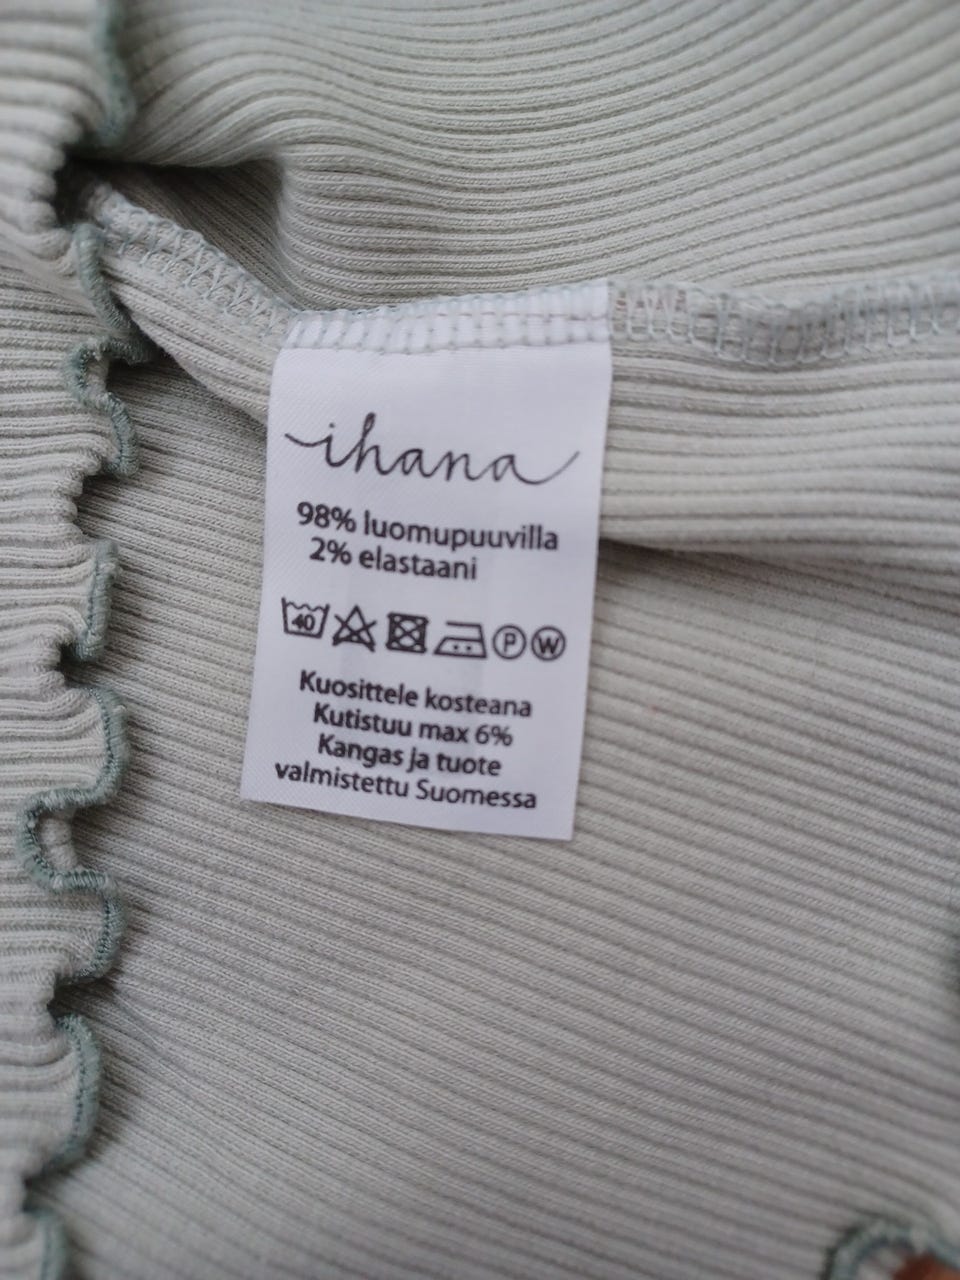 ihana
98% luomupuuvilla
2% elastaani
40 P W
Kuosittele kosteana
Kutistuu max 6%
Kangas ja tuote
valmistettu Suomessa